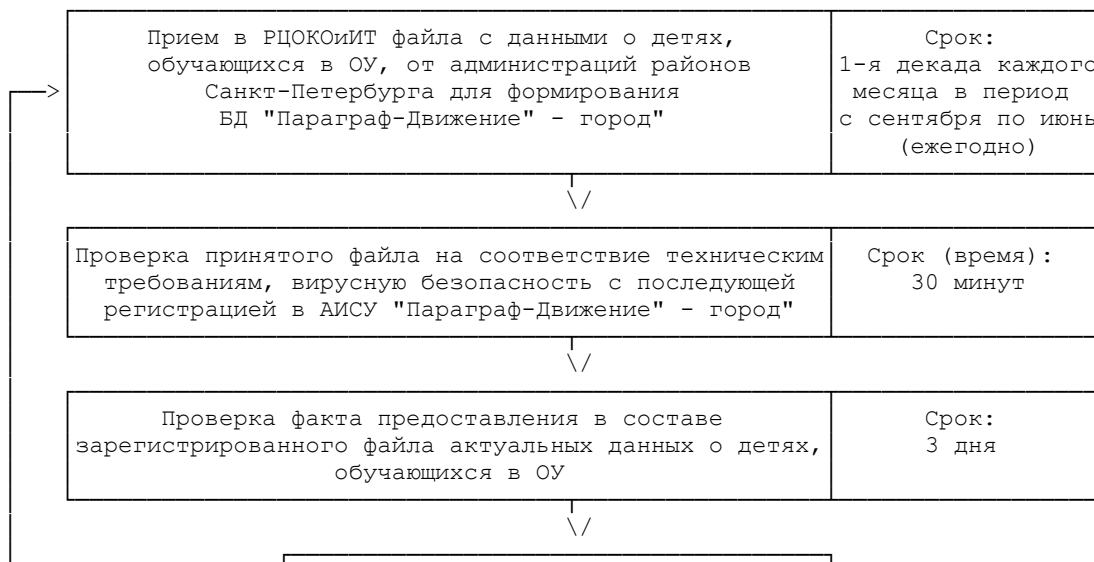 Прием в РЦОКОиИТ файла с данными о детях, Срок:
обучающихся в ОУ, от администраций районов 1-я декада каждого
Санкт-Петербурга для формирования месяца в период
БД "Параграф-Движение" - город" с сентября по июнь
(ежегодно)
Проверка принятого файла на соответствие техническим Срок (время):
требованиям, вирусную безопасность с последующей 30 минут
регистрацией в АИСУ "Параграф-Движение" - город"
Проверка факта предоставления в составе Срок:
зарегистрированного файла актуальных данных о детях, 3 дня
обучающихся в ОУ